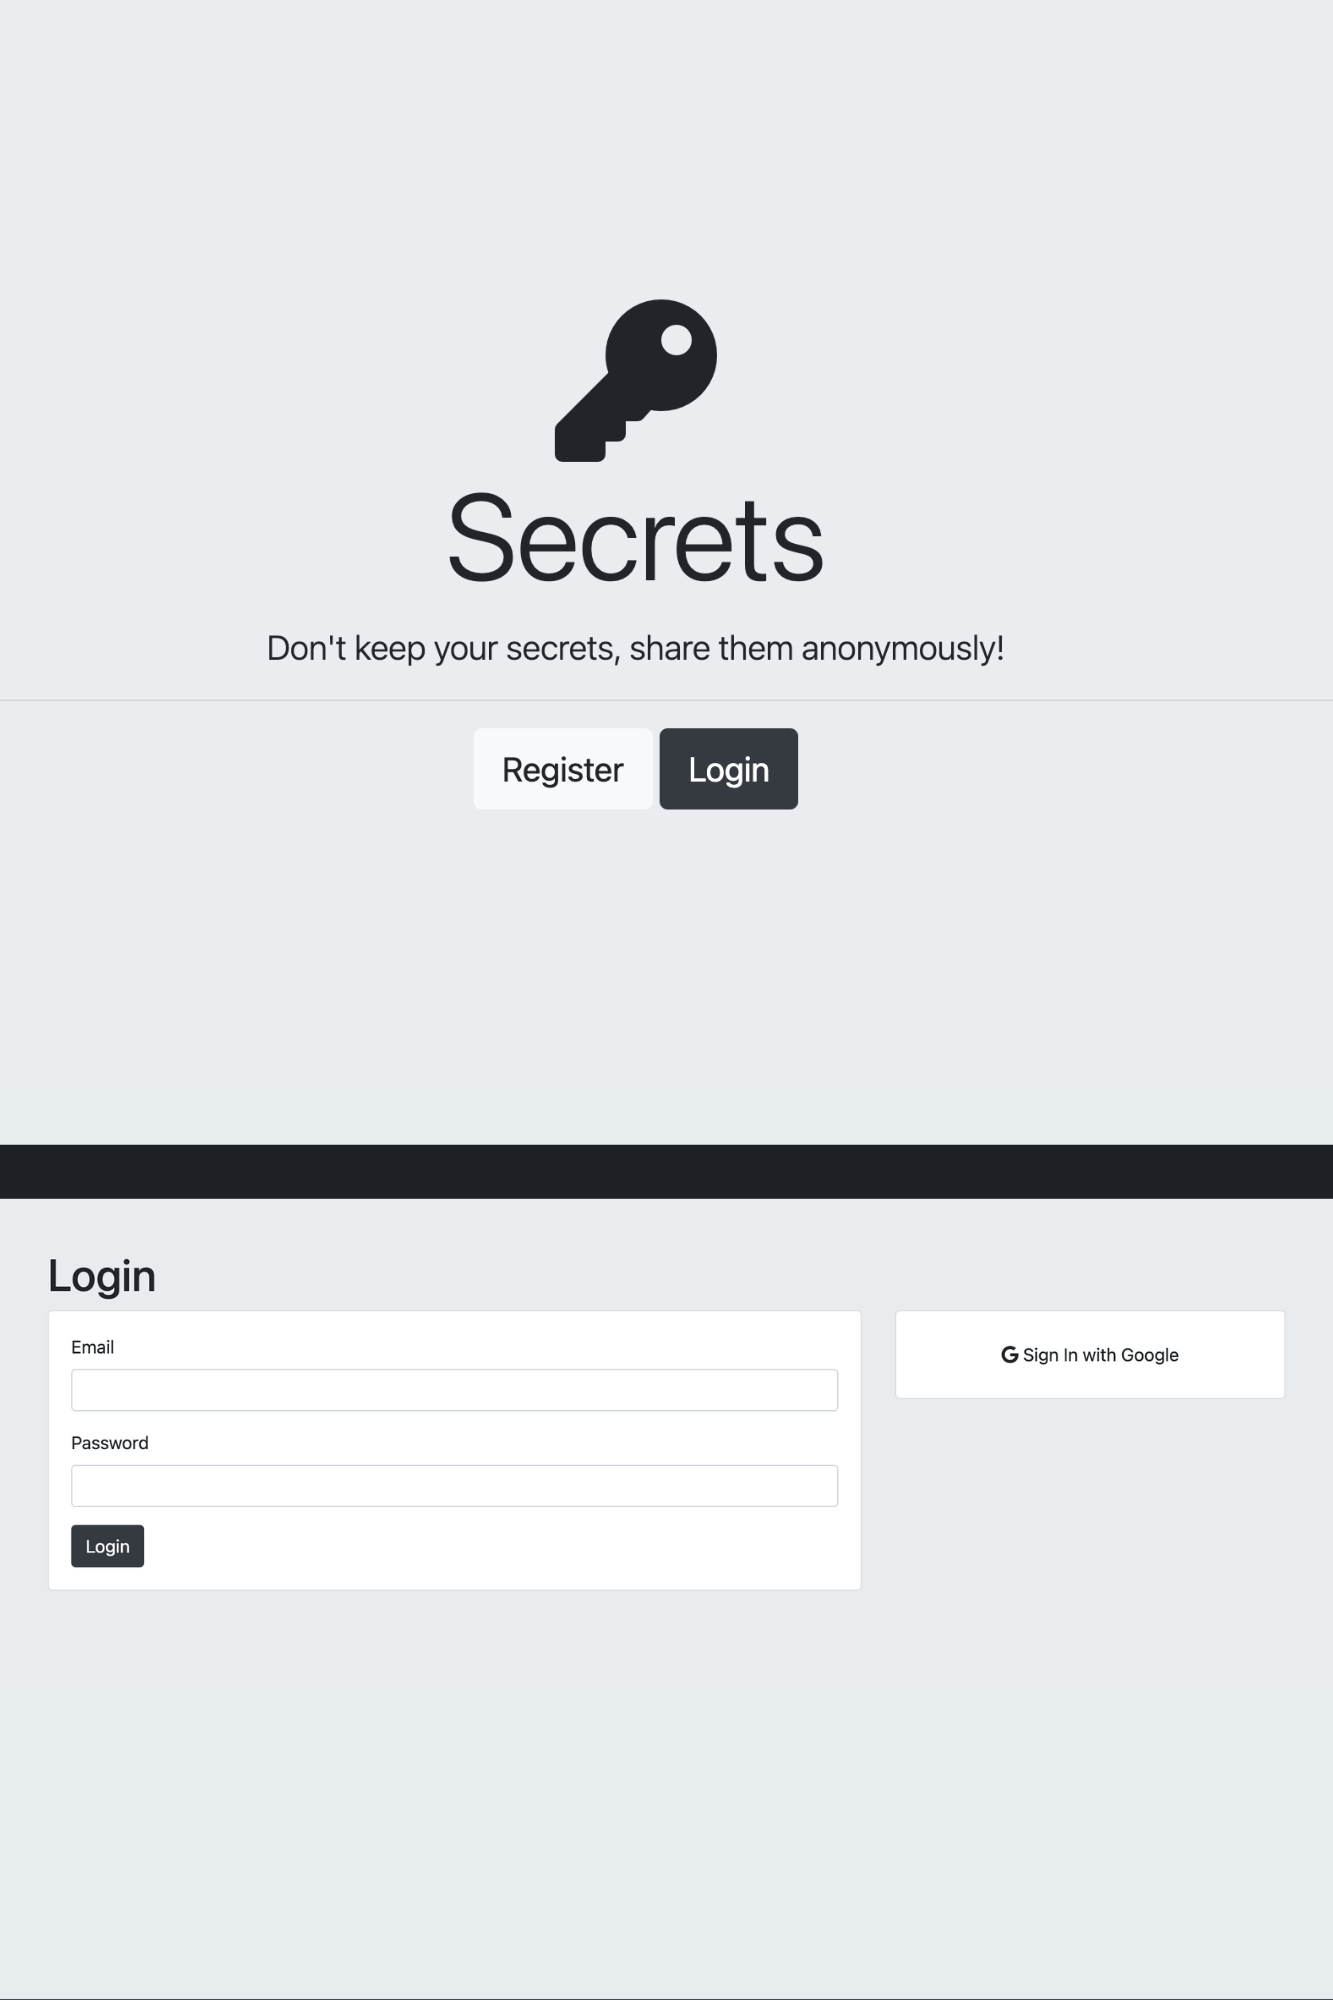 Secrets
Don't keep your secrets, share them anonymously!
Register Login
Login
Email
Sign In with Google
Password
Login